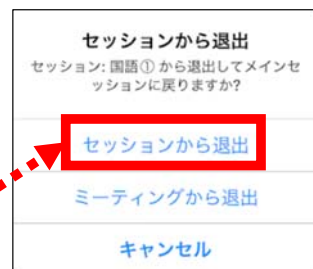 セッションから退出
セッション: 国語① から退出してメインセ
ッションに戻りますか?
セッションから退出
ミーティングから退出
キャンセル